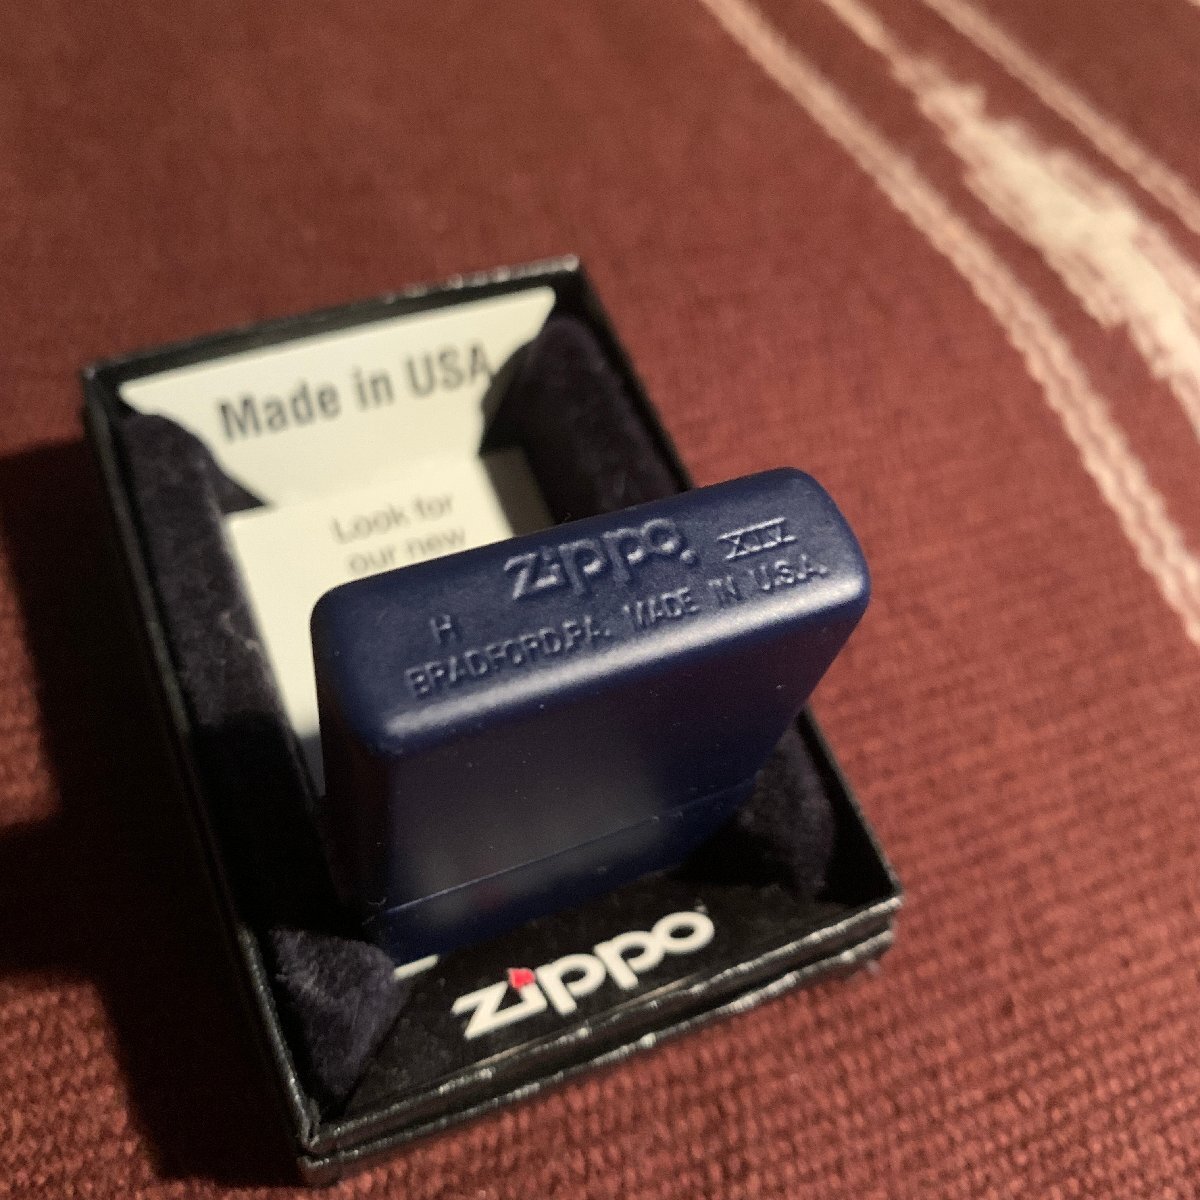 Made in USA
Look for
our new
zippo XIV
H
BRADFORD,PA. MADE IN U.S.A.
zippo